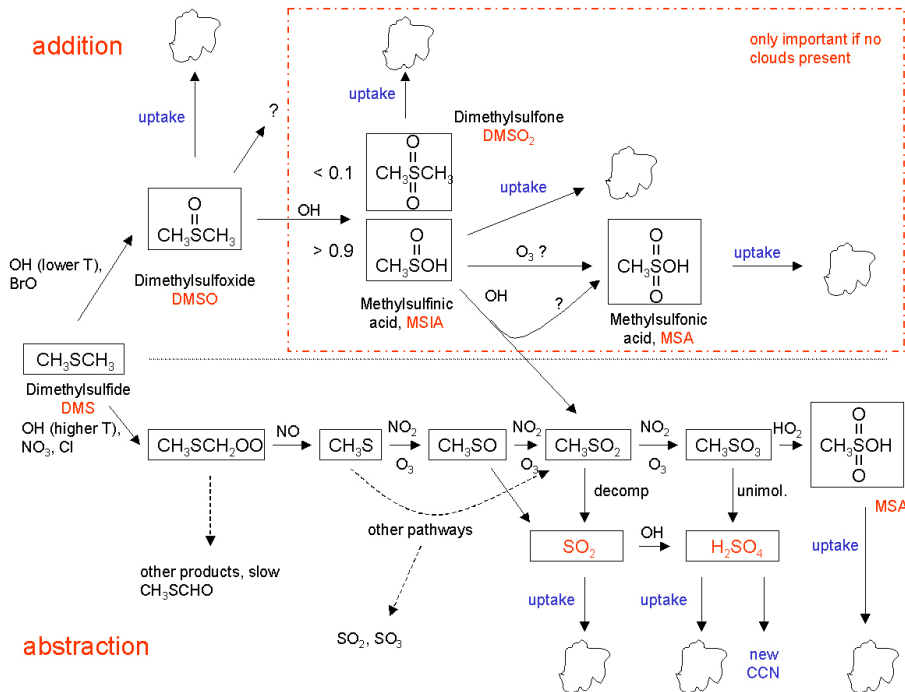 addition
only important if no
clouds present
uptake
?
uptake
Dimethylsulfone
DMSO₂
< 0.1
O
CH₃SCH₃
O
uptake
O
CH₃SCH₃
OH
> 0.9
O
CH₃SOH
O₃ ?
O
CH₃SOH
O
uptake
OH (lower T),
BrO
Dimethylsulfoxide
DMSO
OH
?
Methylsulfinic
acid, MSIA
Methylsulfonic
acid, MSA
CH₃SCH₃
Dimethylsulfide
DMS
OH (higher T),
NO₃, Cl
CH₃SCH₂OO
NO
CH₃S
NO₂
O₃
CH₃SO
NO₂
O₃
CH₃SO₂
NO₂
O₃
CH₃SO₃
HO₂
O
CH₃SOH
O
MSA
decomp
unimol.
other pathways
SO₂
OH
H₂SO₄
uptake
other products, slow
CH₃SCHO
uptake
uptake
SO₂, SO₃
new
CCN
abstraction